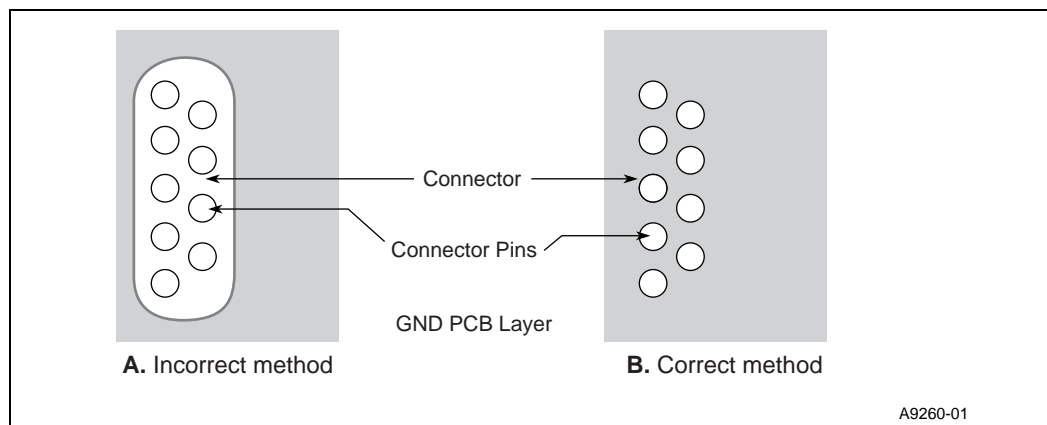 Connector
Connector Pins
GND PCB Layer
A. Incorrect method
B. Correct method
A9260-01